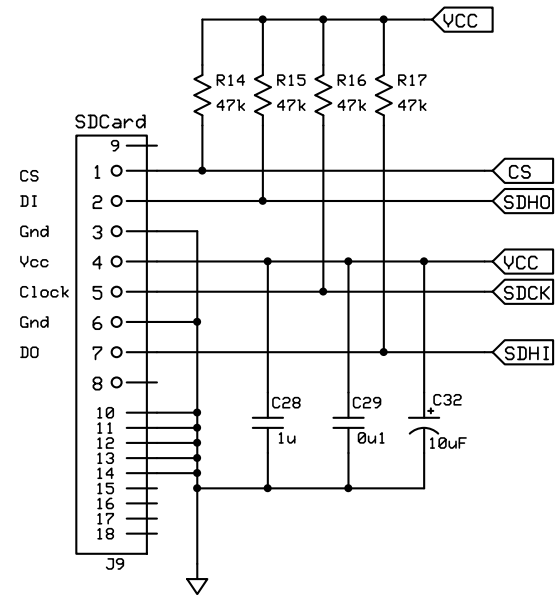 VCC
R14 R15 R16 R17
47k 47k 47k 47k
SDCard
9
CS 1 CS
DI 2 SDHO
Gnd 3
Vcc 4 VCC
Clock 5 SDCK
Gnd 6
DO 7 SDHI
8
C28 C29 + C32
10
11
1u 0u1 10uF
12
13
14
15
16
17
18
J9